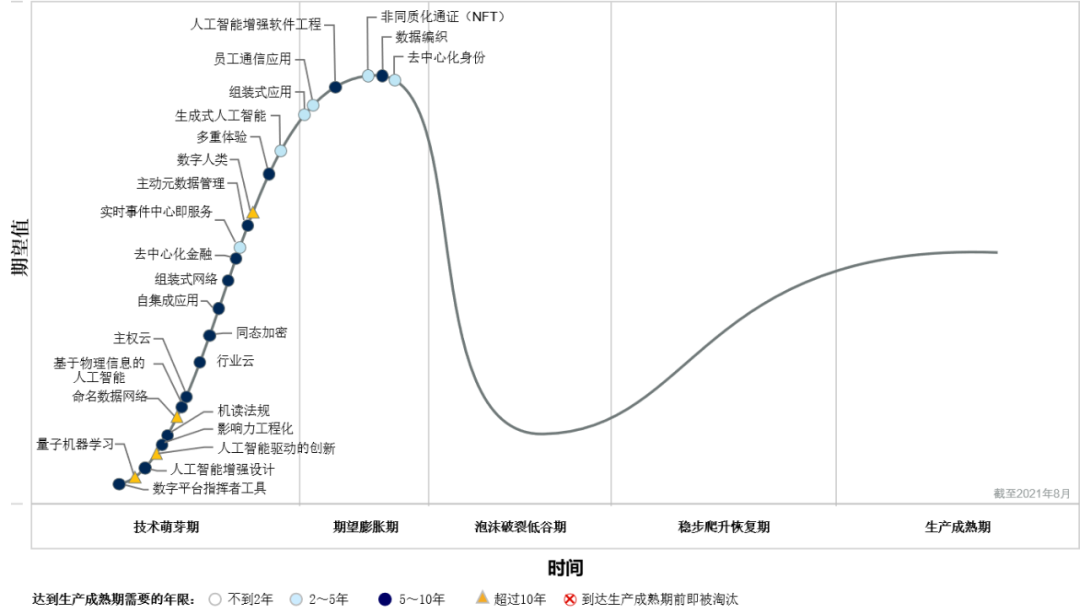 人工智能增强软件工程
非同质化通证（NFT）
数据编织
去中心化身份
员工通信应用
组装式应用
生成式人工智能
多重体验
数字人类
主动元数据管理
实时事件中心即服务
去中心化金融
组装式网络
自集成应用
同态加密
主权云
行业云
基于物理信息的
人工智能
命名数据网络
机读法规
影响力工程化
量子机器学习
人工智能驱动的创新
人工智能增强设计
数字平台指挥者工具
期望值
截至2021年8月
技术萌芽期 期望膨胀期 泡沫破裂低谷期 稳步爬升恢复期 生产成熟期
时间
达到生产成熟期需要的年限： 不到2年 2～5年 5～10年 超过10年 到达生产成熟期前即被淘汰